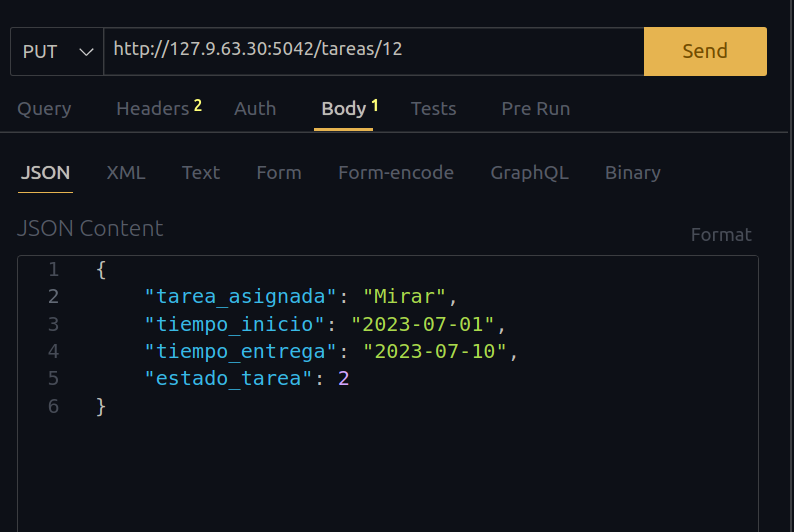 PUT http://127.9.63.30:5042/tareas/12 Send
Query Headers 2 Auth Body 1 Tests Pre Run
JSON XML Text Form Form-encode GraphQL Binary
JSON Content Format
1 {
2 "tarea_asignada": "Mirar",
3 "tiempo_inicio": "2023-07-01",
4 "tiempo_entrega": "2023-07-10",
5 "estado_tarea": 2
6 }